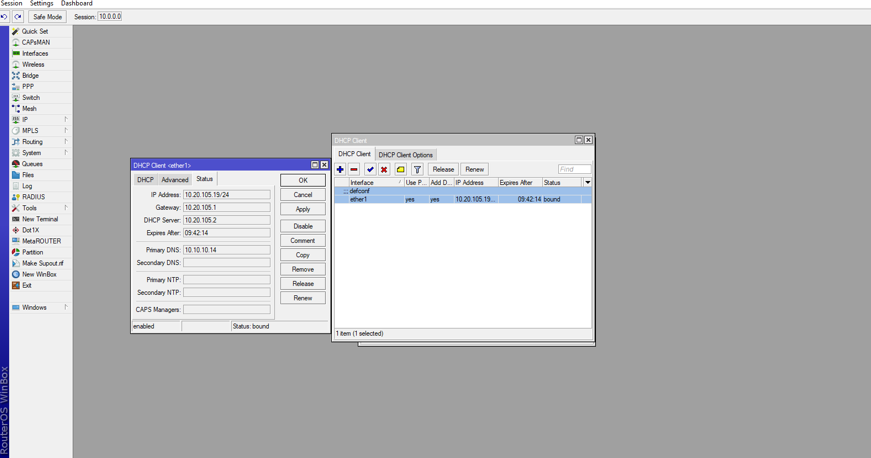 Session Settings Dashboard
Safe Mode Session: 10.0.0.0
Quick Set
CAPsMAN
Interfaces
Wireless
Bridge
PPP
Switch
Mesh
IP
MPLS
Routing
System
Queues
Files
Log
RADIUS
Tools
New Terminal
Dot1X
MetaROUTER
Partition
Make Supout.rif
New WinBox
Exit
Windows
RouterOS WinBox
DHCP Client <ether1>
DHCP Advanced Status
IP Address: 10.20.105.19/24
Gateway: 10.20.105.1
DHCP Server: 10.20.105.2
Expires After: 09:42:14
Primary DNS: 10.10.10.14
Secondary DNS:
Primary NTP:
Secondary NTP:
CAPS Managers:
OK
Cancel
Apply
Disable
Comment
Copy
Remove
Release
Renew
enabled Status: bound
DHCP Client
DHCP Client DHCP Client Options
Release Renew Find
Interface Use P... Add D... IP Address Expires After Status
;;; defconf
ether1 yes yes 10.20.105.19... 09:42:14 bound
1 item (1 selected)